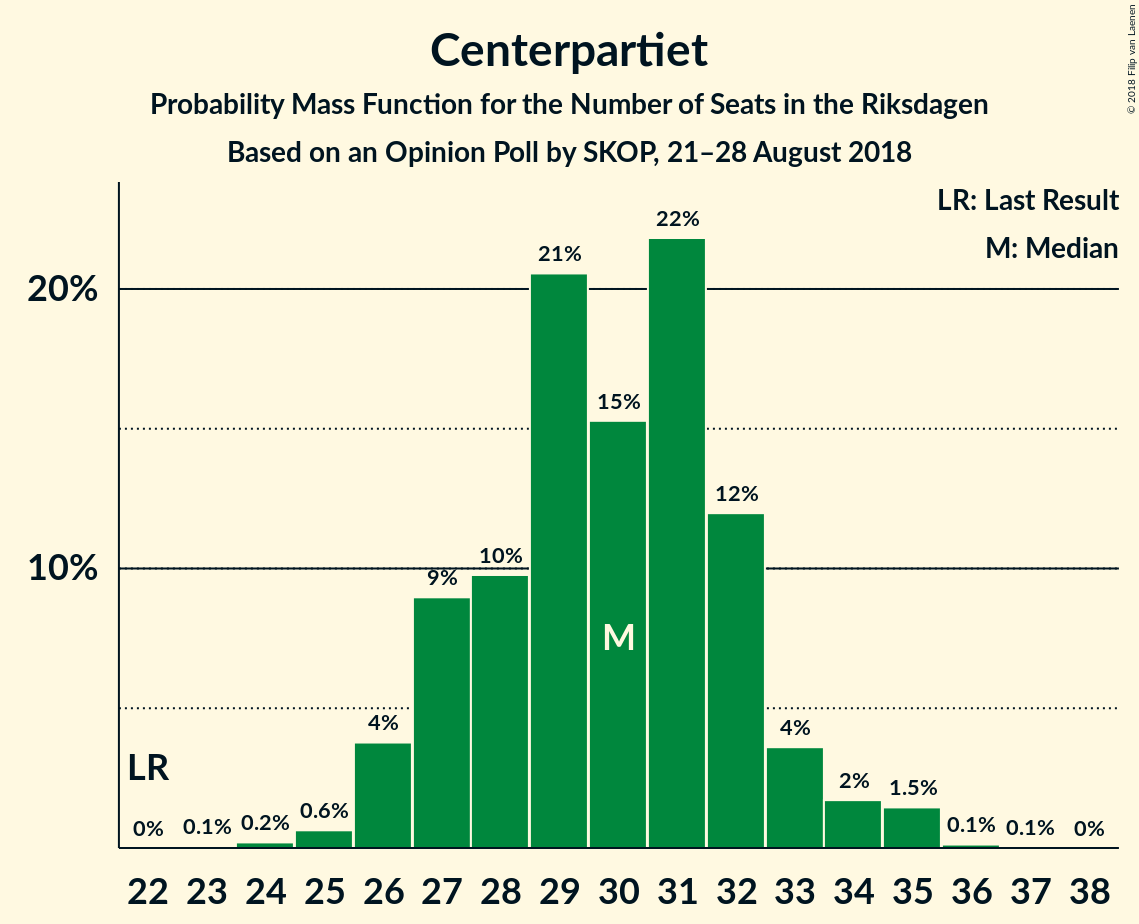 Centerpartiet
Probability Mass Function for the Number of Seats in the Riksdagen
Based on an Opinion Poll by SKOP, 21–28 August 2018
© 2018 Filip van Laenen
LR: Last Result
M: Median
20%
10%
0%
0.1%
0.2%
0.6%
4%
9%
10%
21%
15%
22%
12%
4%
2%
1.5%
0.1%
0.1%
0%
LR
M
22 23 24 25 26 27 28 29 30 31 32 33 34 35 36 37 38